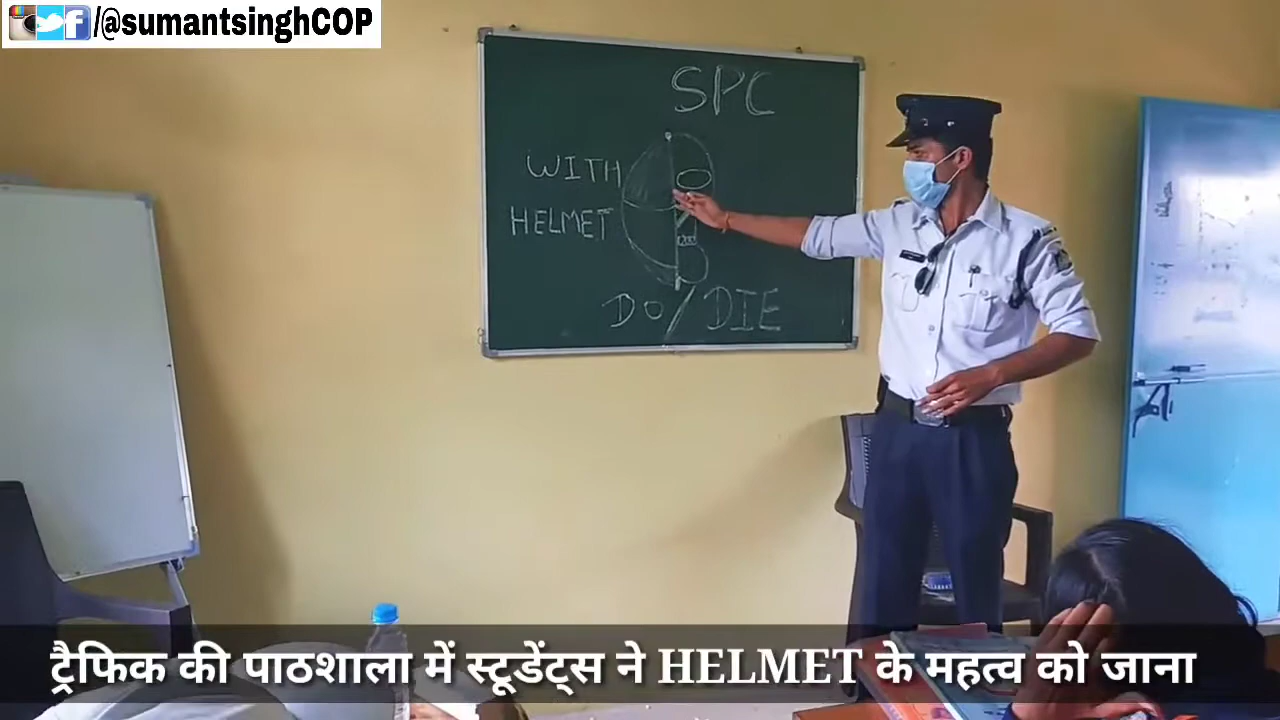 /@sumantsinghCOP
SPC
WITH
HELMET
DO/DIE
ट्रैफिक की पाठशाला में स्टूडेंट्स ने HELMET के महत्व को जाना